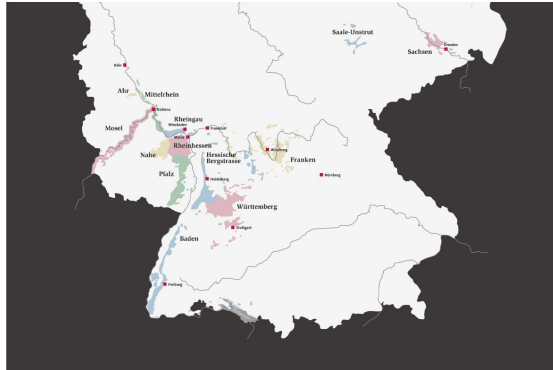 Saale-Unstrut
Dresden
Sachsen
Köln
Ahr
Mittelrhein
Koblenz
Rheingau
Wiesbaden
Frankfurt
Mosel
Mainz
Rheinhessen
Nahe
Hessische
Bergstrasse
Würzburg
Franken
Pfalz
Heidelberg
Nürnberg
Württemberg
Stuttgart
Baden
Freiburg